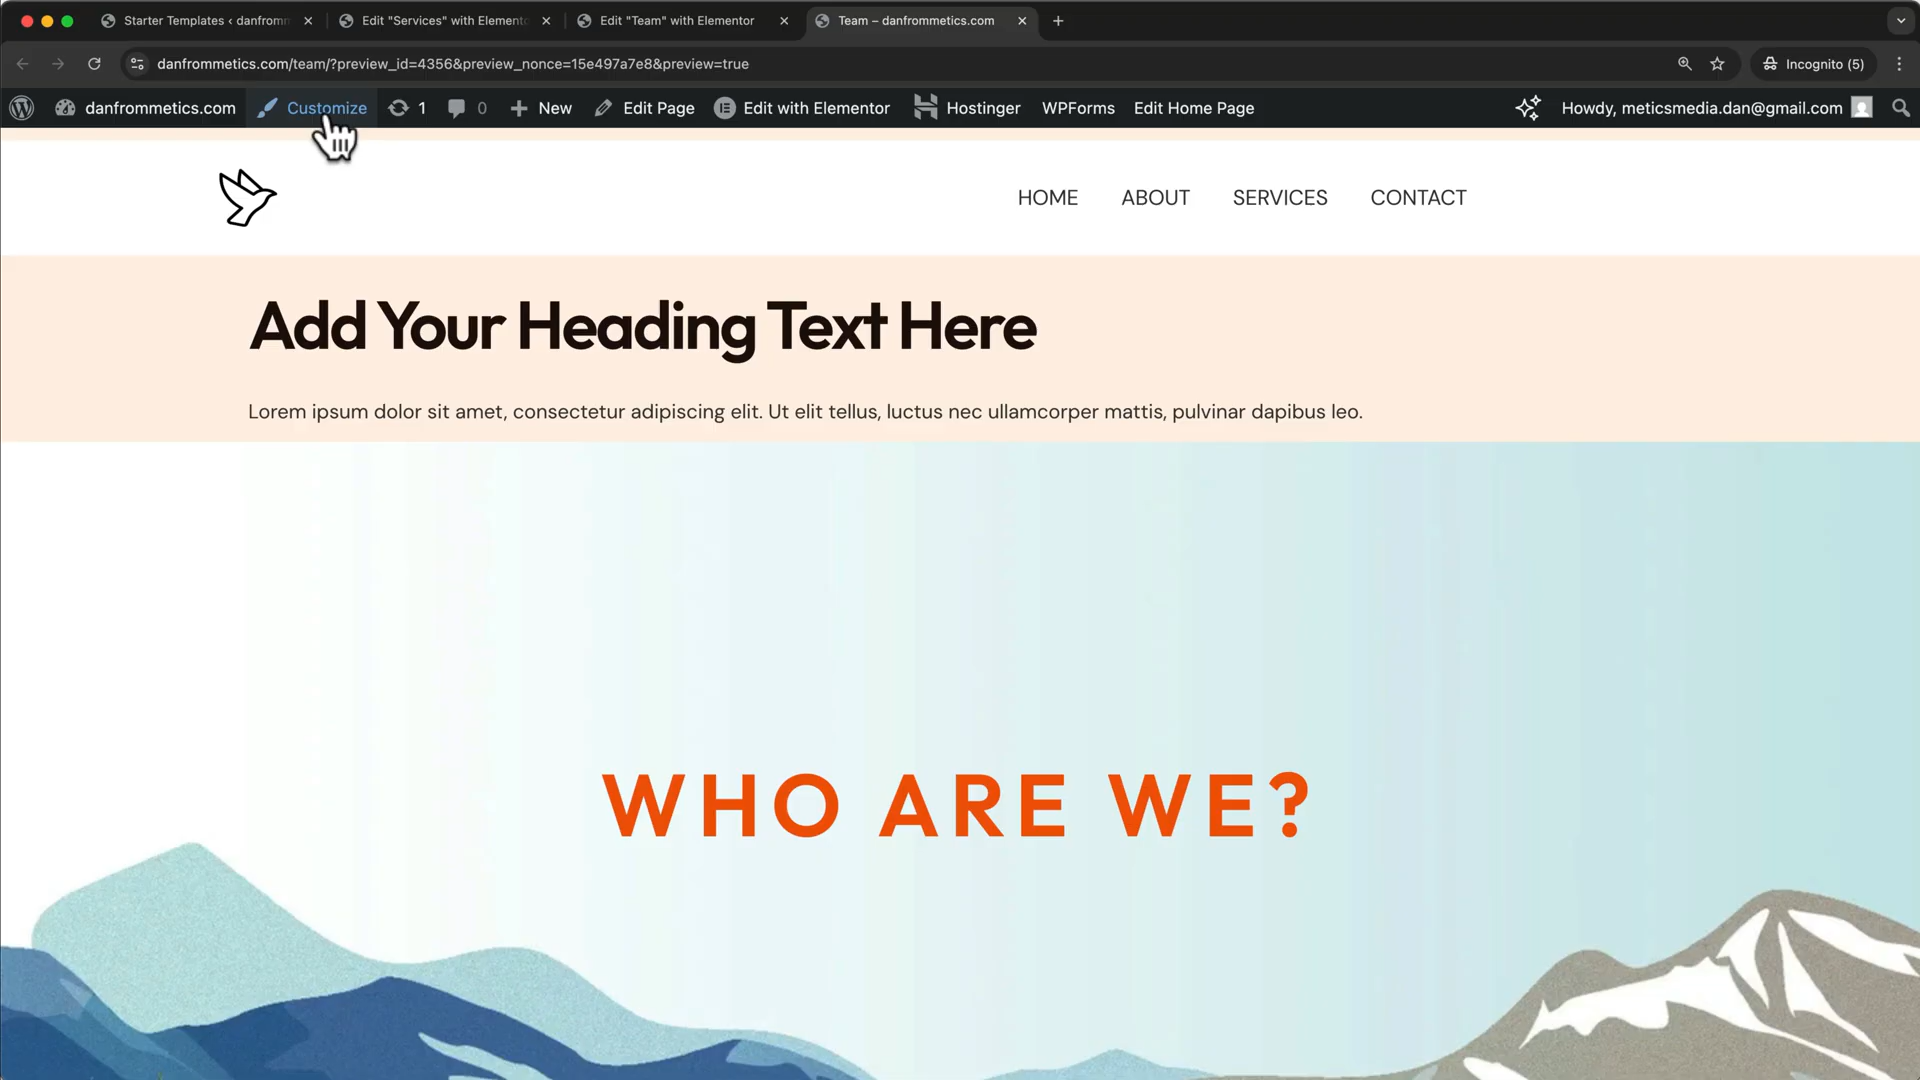 Starter Templates ‹ danfromm
Edit "Services" with Elemento
Edit "Team" with Elementor
Team – danfrommetics.com
danfrommetics.com/team/?preview_id=4356&preview_nonce=15e497a7e8&preview=true
Incognito (5)
danfrommetics.com
Customize
1
0
New
Edit Page
Edit with Elementor
Hostinger
WPForms
Edit Home Page
Howdy, meticsmedia.dan@gmail.com
HOME
ABOUT
SERVICES
CONTACT
Add Your Heading Text Here
Lorem ipsum dolor sit amet, consectetur adipiscing elit. Ut elit tellus, luctus nec ullamcorper mattis, pulvinar dapibus leo.
WHO ARE WE?